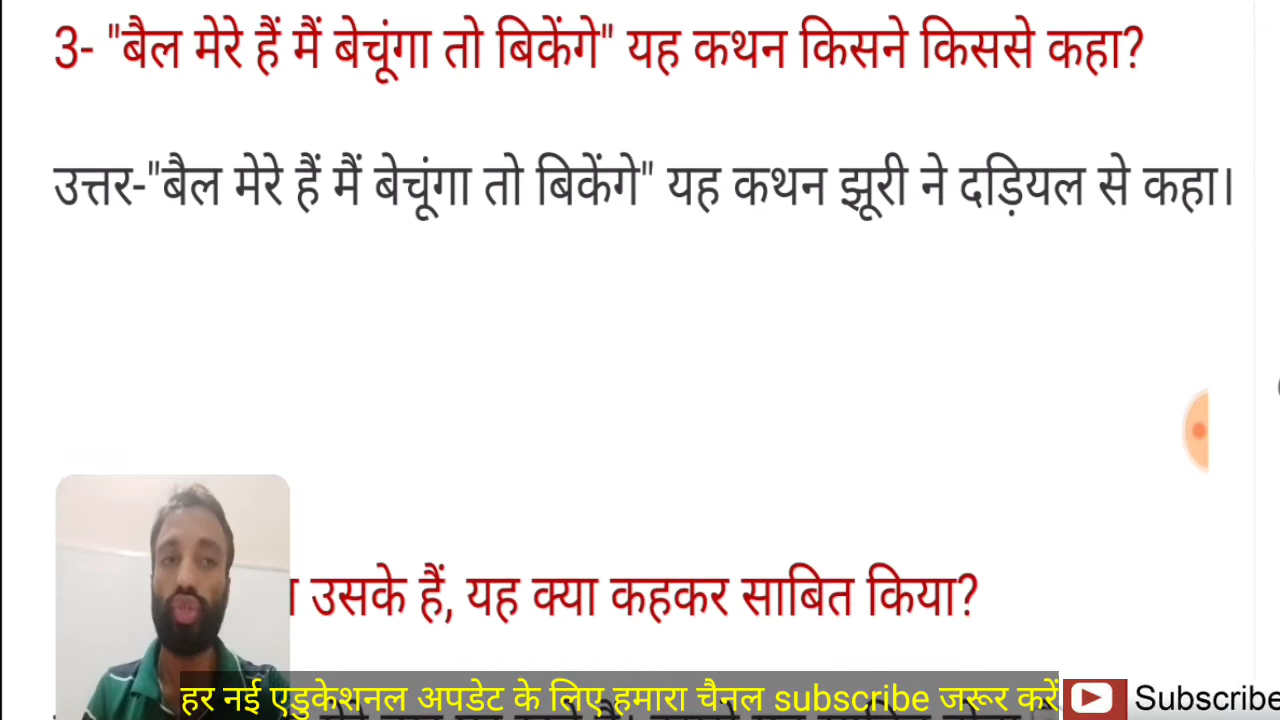 3- "बैल मेरे हैं मैं बेचूंगा तो बिकेंगे" यह कथन किसने किससे कहा?
उत्तर-"बैल मेरे हैं मैं बेचूंगा तो बिकेंगे" यह कथन झूरी ने दड़ियल से कहा।
उसके हैं, यह क्या कहकर साबित किया?
हर नई एडुकेशनल अपडेट के लिए हमारा चैनल subscribe जरूर करें
Subscribe